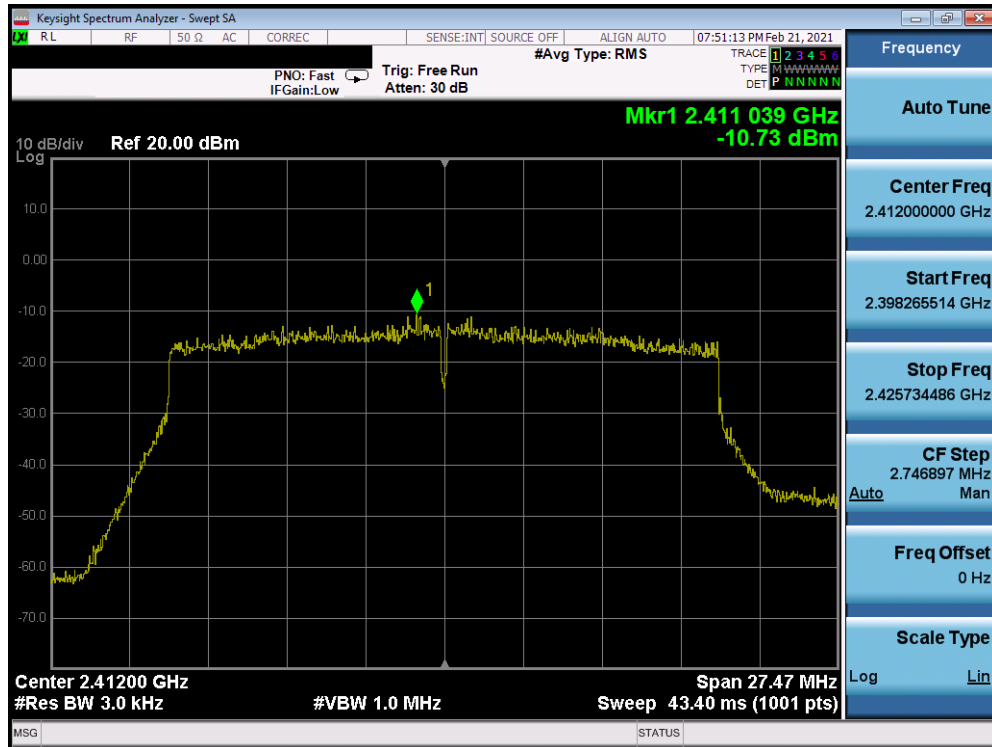 Keysight Spectrum Analyzer - Swept SA
LXI RL RF 50 Ω AC CORREC SENSE:INT SOURCE OFF ALIGN AUTO 07:51:13 PM Feb 21, 2021
#Avg Type: RMS TRACE 1 2 3 4 5 6
PNO: Fast Trig: Free Run TYPE M W W W W W
IFGain:Low Atten: 30 dB DET P N N N N N
Mkr1 2.411 039 GHz
-10.73 dBm
10 dB/div Ref 20.00 dBm
Log
10.0
0.00
1
-10.0
-20.0
-30.0
-40.0
-50.0
-60.0
-70.0
Center 2.41200 GHz Span 27.47 MHz
#Res BW 3.0 kHz #VBW 1.0 MHz Sweep 43.40 ms (1001 pts)
MSG STATUS
Frequency
Auto Tune
Center Freq
2.412000000 GHz
Start Freq
2.398265514 GHz
Stop Freq
2.425734486 GHz
CF Step
2.746897 MHz
Auto Man
Freq Offset
0 Hz
Scale Type
Log Lin